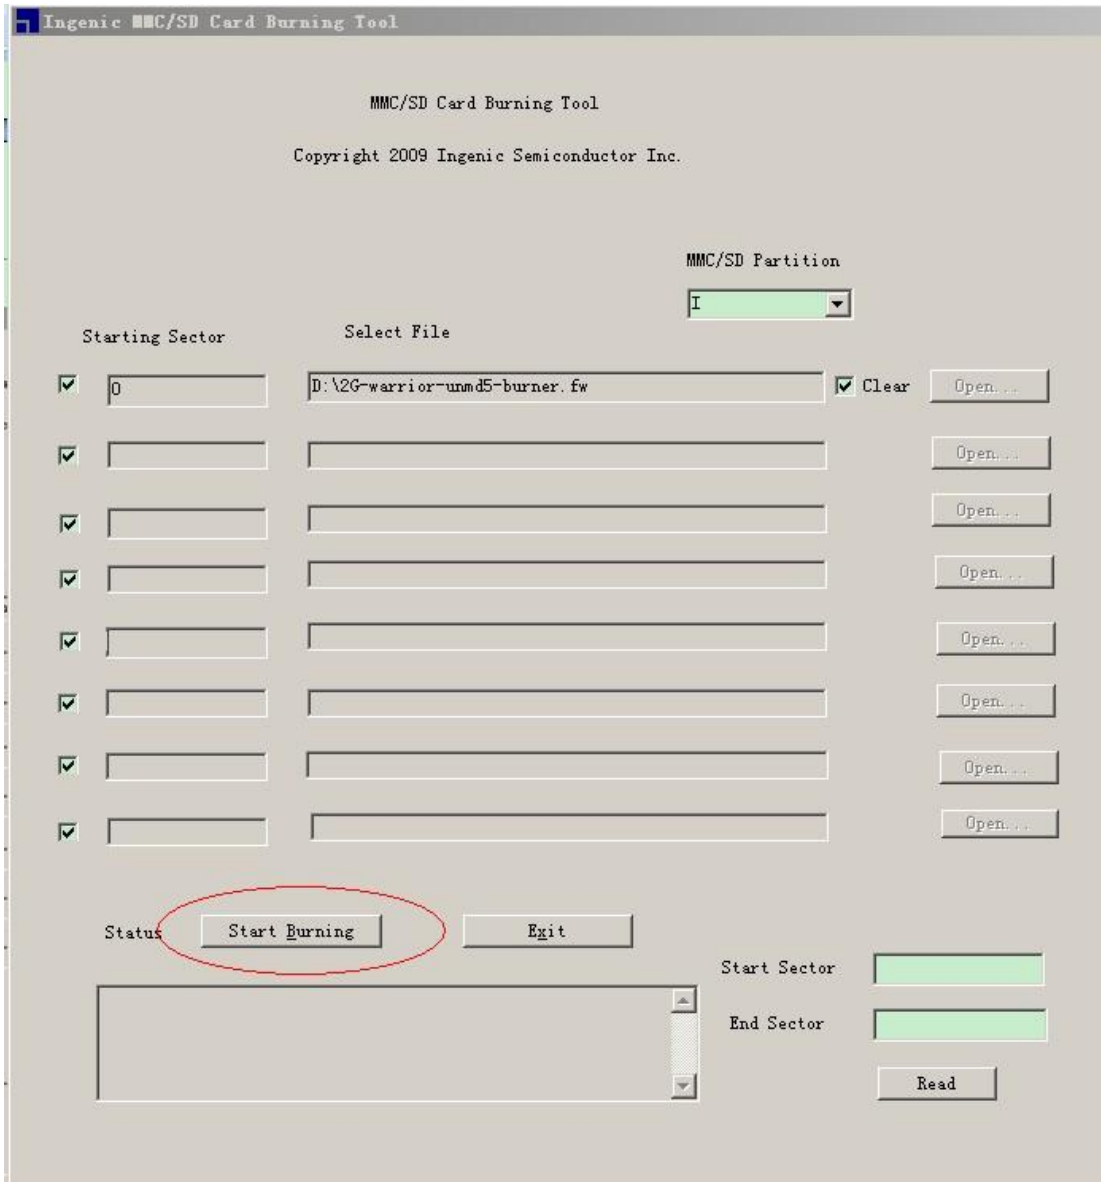 Ingenic MMC/SD Card Burning Tool
MMC/SD Card Burning Tool
Copyright 2009 Ingenic Semiconductor Inc.
MMC/SD Partition
I
Starting Sector
Select File
0
D:\2G-warrior-unmd5-burner.fw
Clear
Open...
Open...
Open...
Open...
Open...
Open...
Open...
Open...
Status
Start Burning
Exit
Start Sector
End Sector
Read